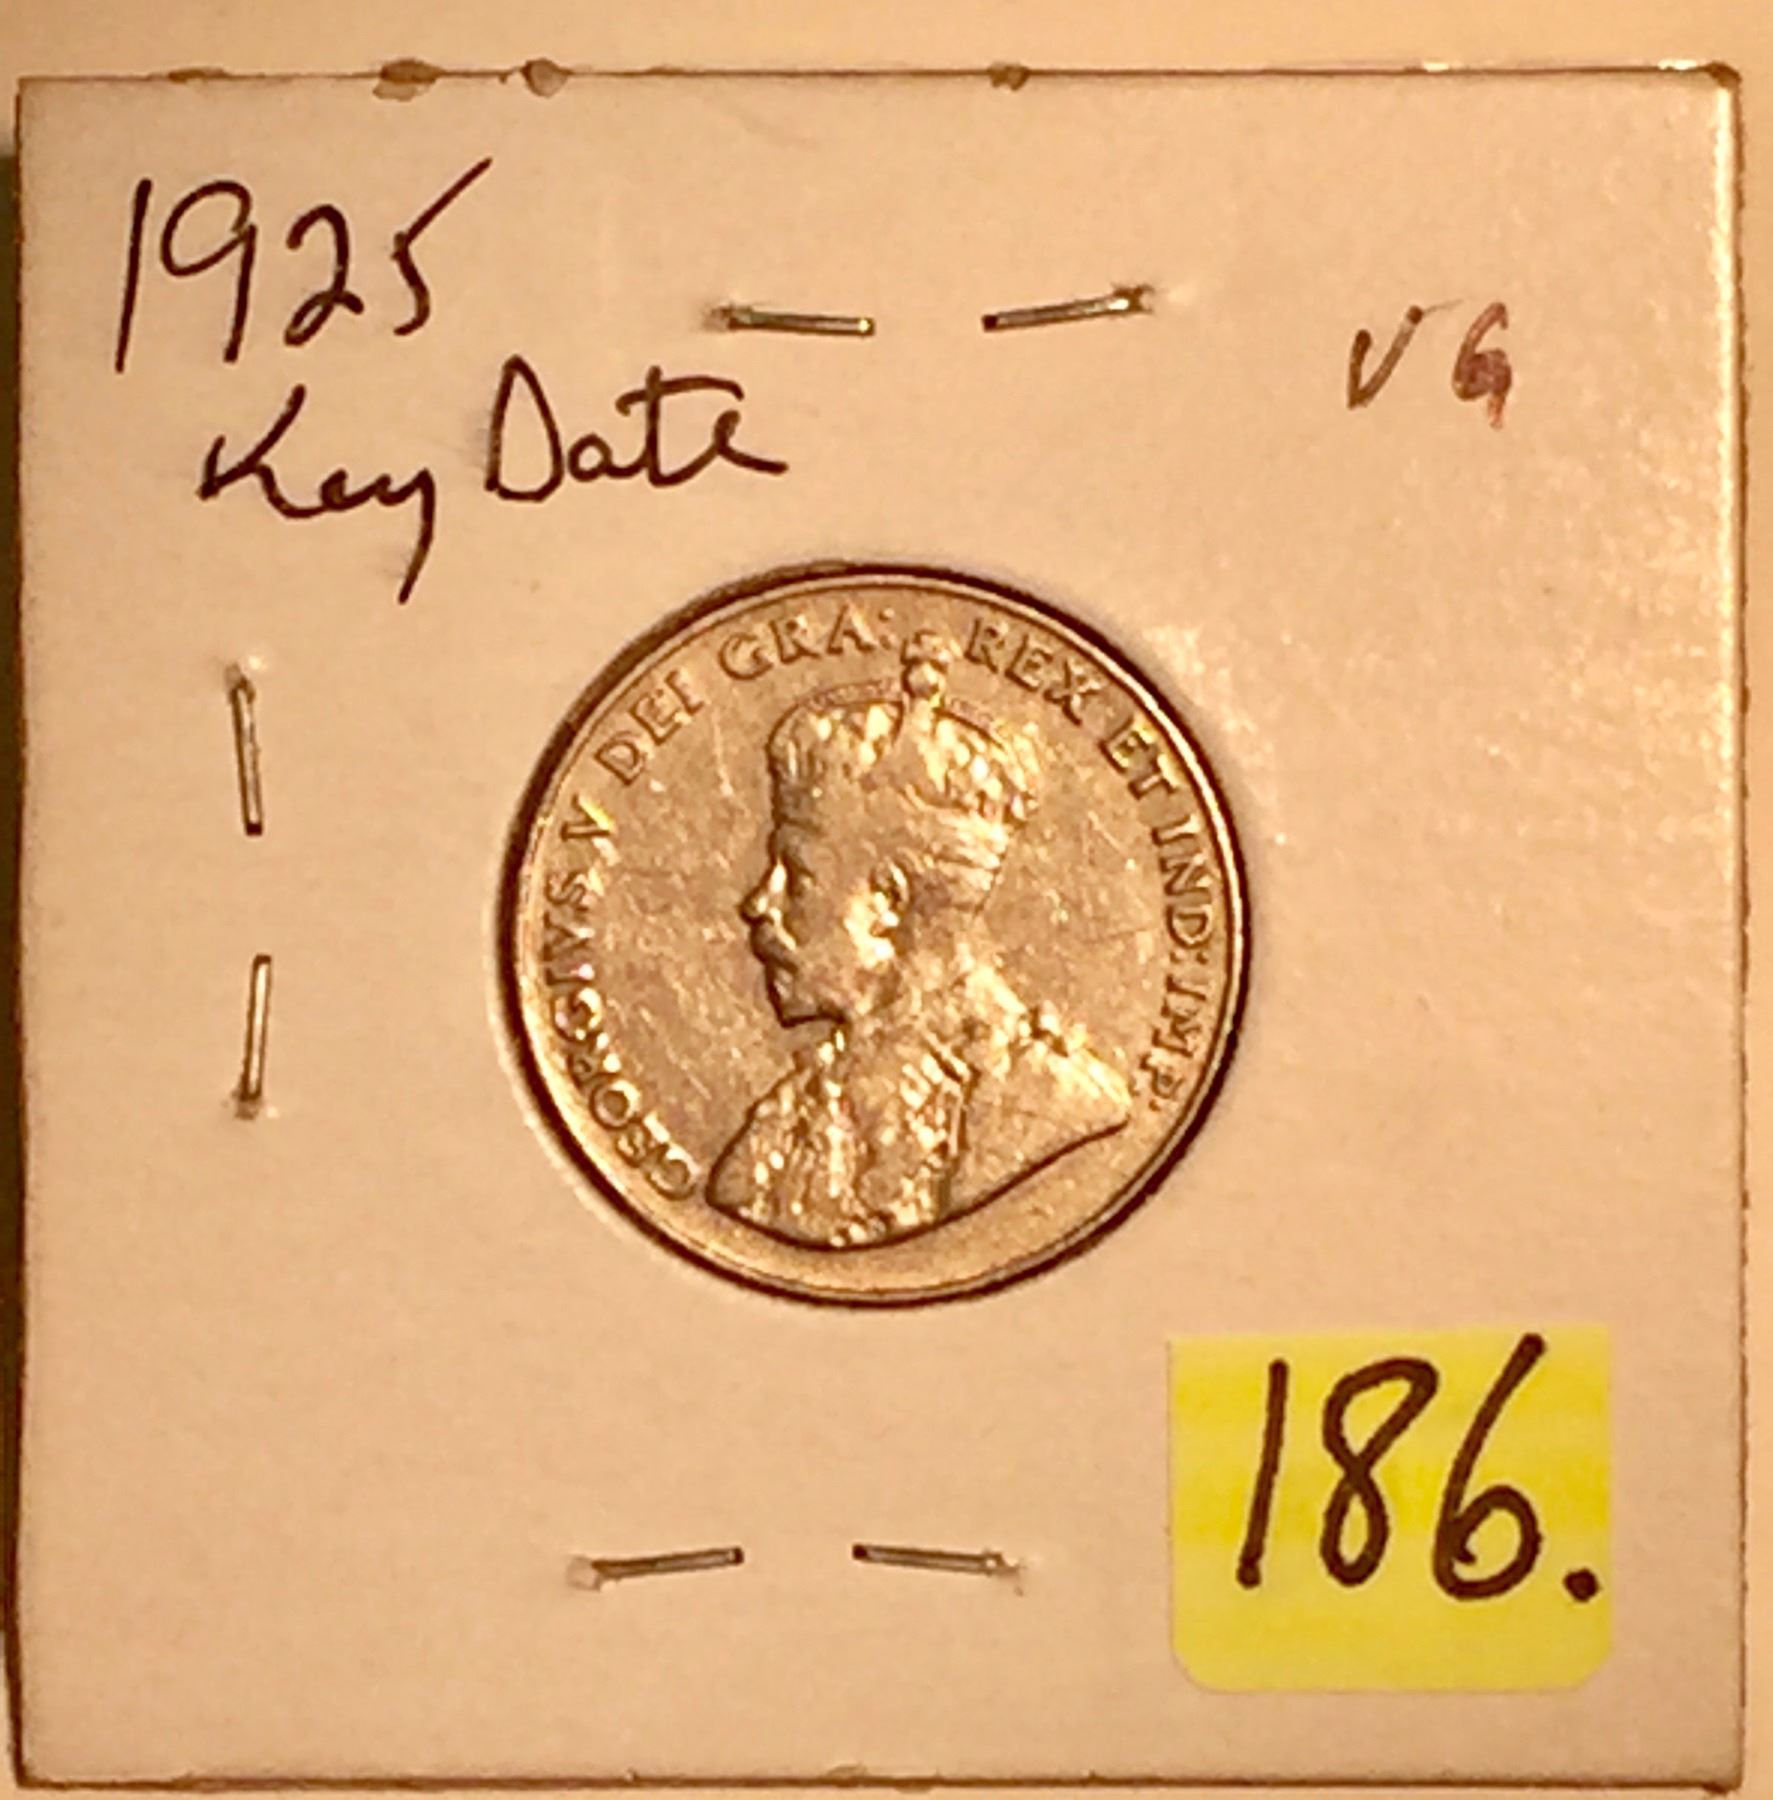 1925
Key Date
VG
GEORGIVS V DEI GRA: REX ET IND: IMP:
186.